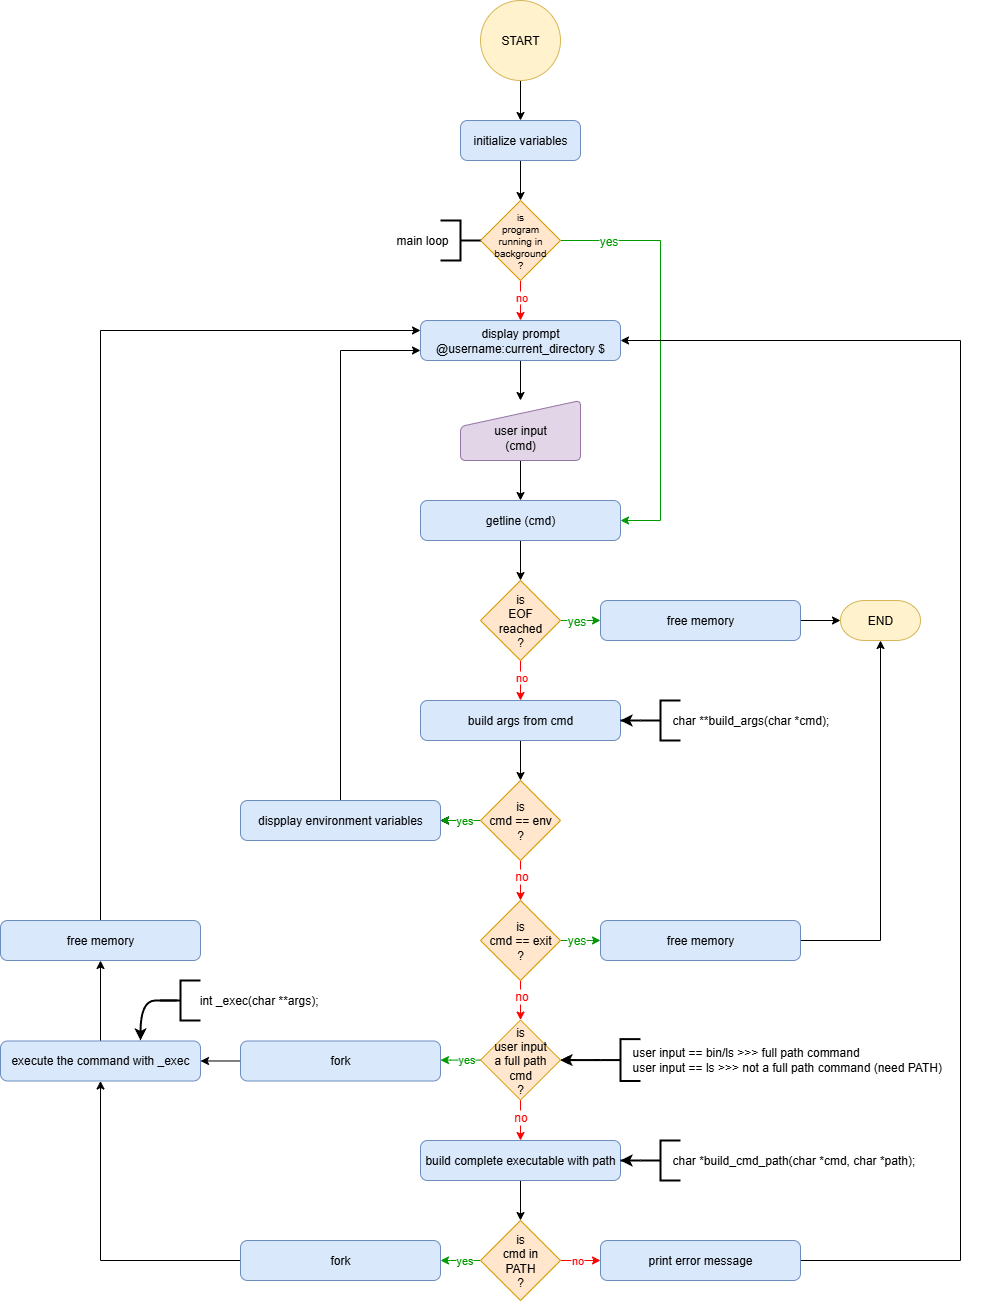 START
initialize variables
is
program
running in
background
?
main loop
yes
no
display prompt
@username:current_directory $
user input
(cmd)
getline (cmd)
is
EOF
reached
?
yes
free memory
END
no
build args from cmd
char **build_args(char *cmd);
is
cmd == env
?
yes
dispplay environment variables
no
is
cmd == exit
?
yes
free memory
free memory
no
int _exec(char **args);
execute the command with _exec
fork
yes
is
user input
a full path
cmd
?
user input == bin/ls >>> full path command
user input == ls >>> not a full path command (need PATH)
no
build complete executable with path
char *build_cmd_path(char *cmd, char *path);
is
cmd in
PATH
?
yes
fork
no
print error message